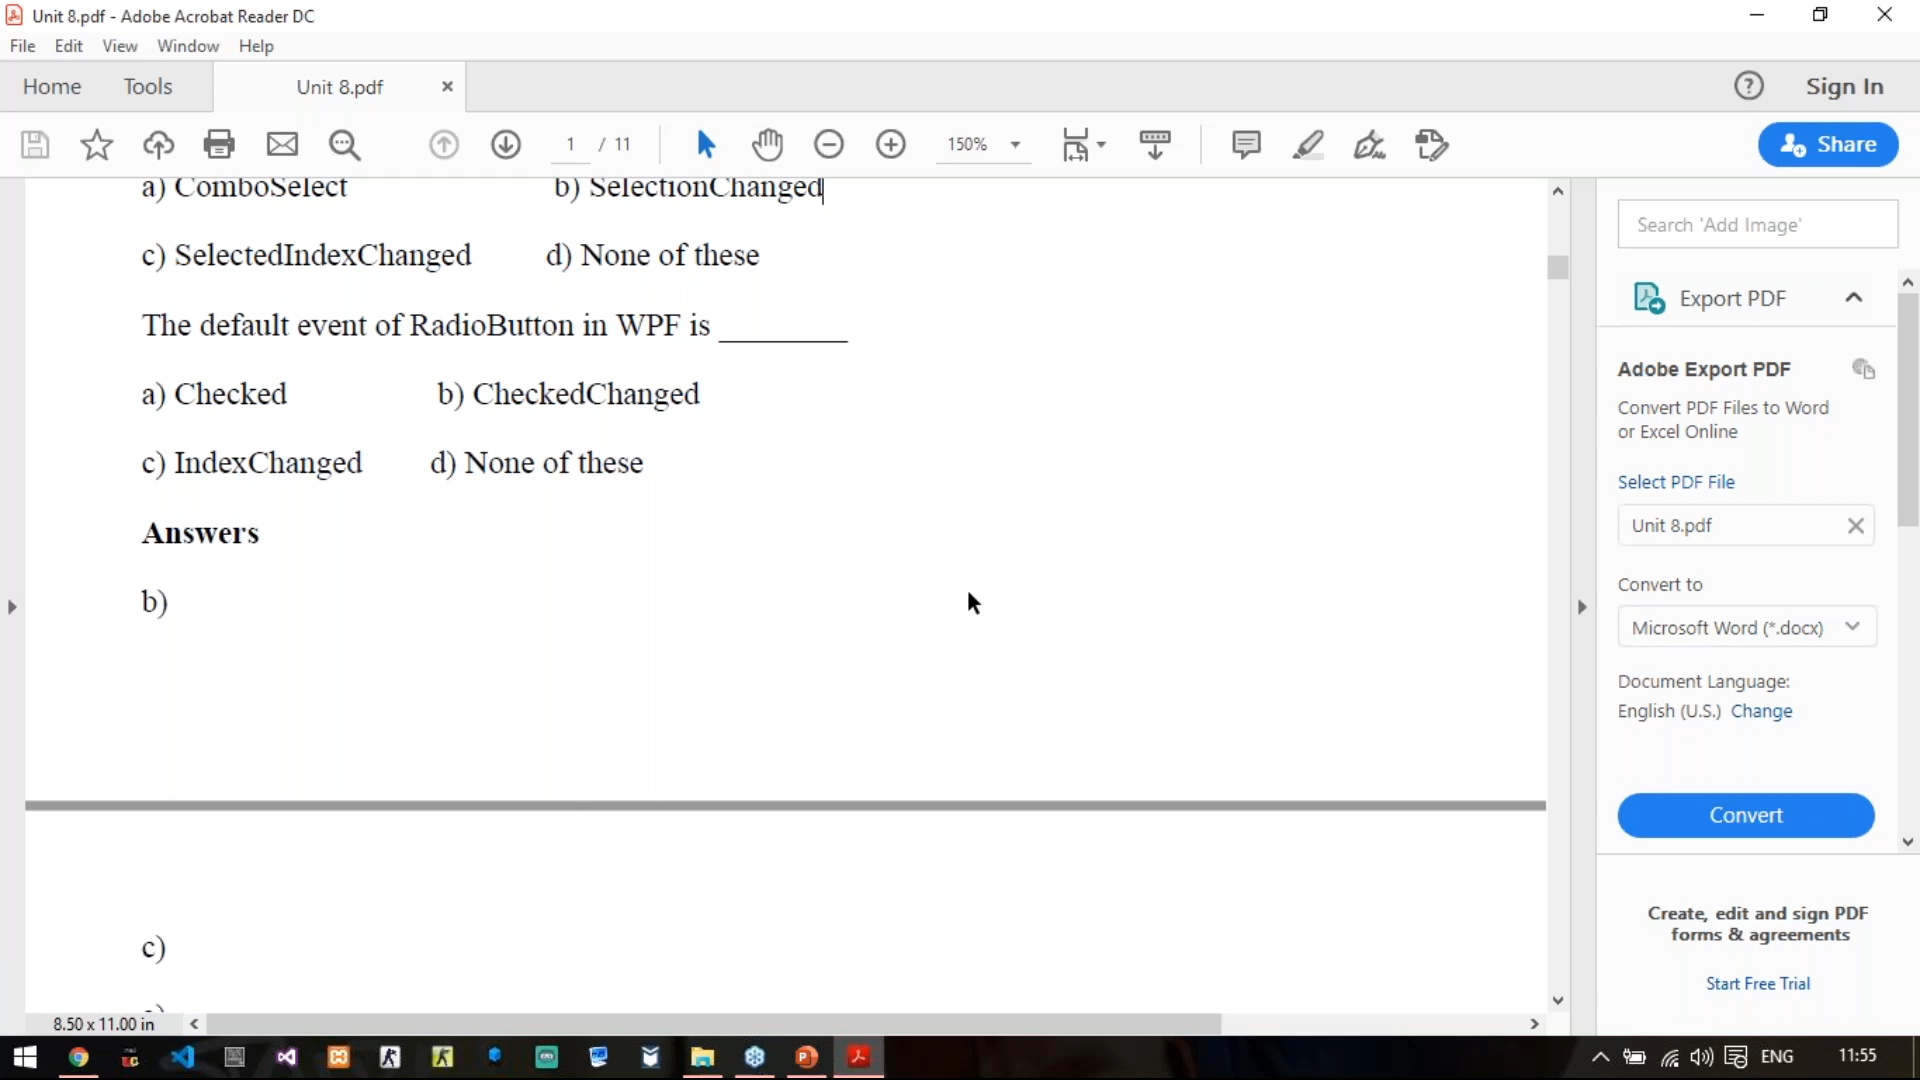 Unit 8.pdf - Adobe Acrobat Reader DC
File Edit View Window Help
Home Tools Unit 8.pdf × ? Sign In
1 / 11 150% Share
a) ComboSelect b) SelectionChanged
c) SelectedIndexChanged d) None of these
The default event of RadioButton in WPF is _________
a) Checked b) CheckedChanged
c) IndexChanged d) None of these
Answers
b)
c)
8.50 x 11.00 in
Search 'Add Image'
Export PDF
Adobe Export PDF
Convert PDF Files to Word
or Excel Online
Select PDF File
Unit 8.pdf
Convert to
Microsoft Word (*.docx)
Document Language:
English (U.S.) Change
Convert
Create, edit and sign PDF
forms & agreements
Start Free Trial
ENG 11:55